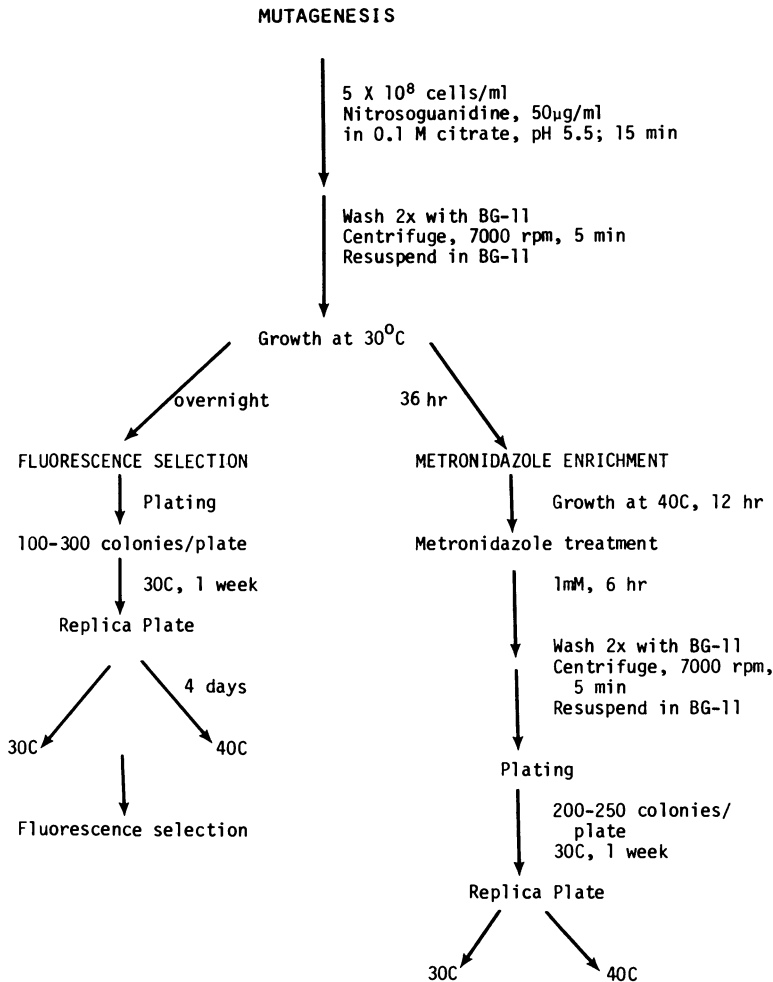 MUTAGENESIS
5 X 10⁸ cells/ml
Nitrosoguanidine, 50µg/ml
in 0.1 M citrate, pH 5.5; 15 min
Wash 2x with BG-11
Centrifuge, 7000 rpm, 5 min
Resuspend in BG-11
Growth at 30°C
overnight
36 hr
FLUORESCENCE SELECTION
Plating
100-300 colonies/plate
30C, 1 week
Replica Plate
4 days
30C
40C
Fluorescence selection
METRONIDAZOLE ENRICHMENT
Growth at 40C, 12 hr
Metronidazole treatment
1mM, 6 hr
Wash 2x with BG-11
Centrifuge, 7000 rpm,
5 min
Resuspend in BG-11
Plating
200-250 colonies/
plate
30C, 1 week
Replica Plate
30C
40C